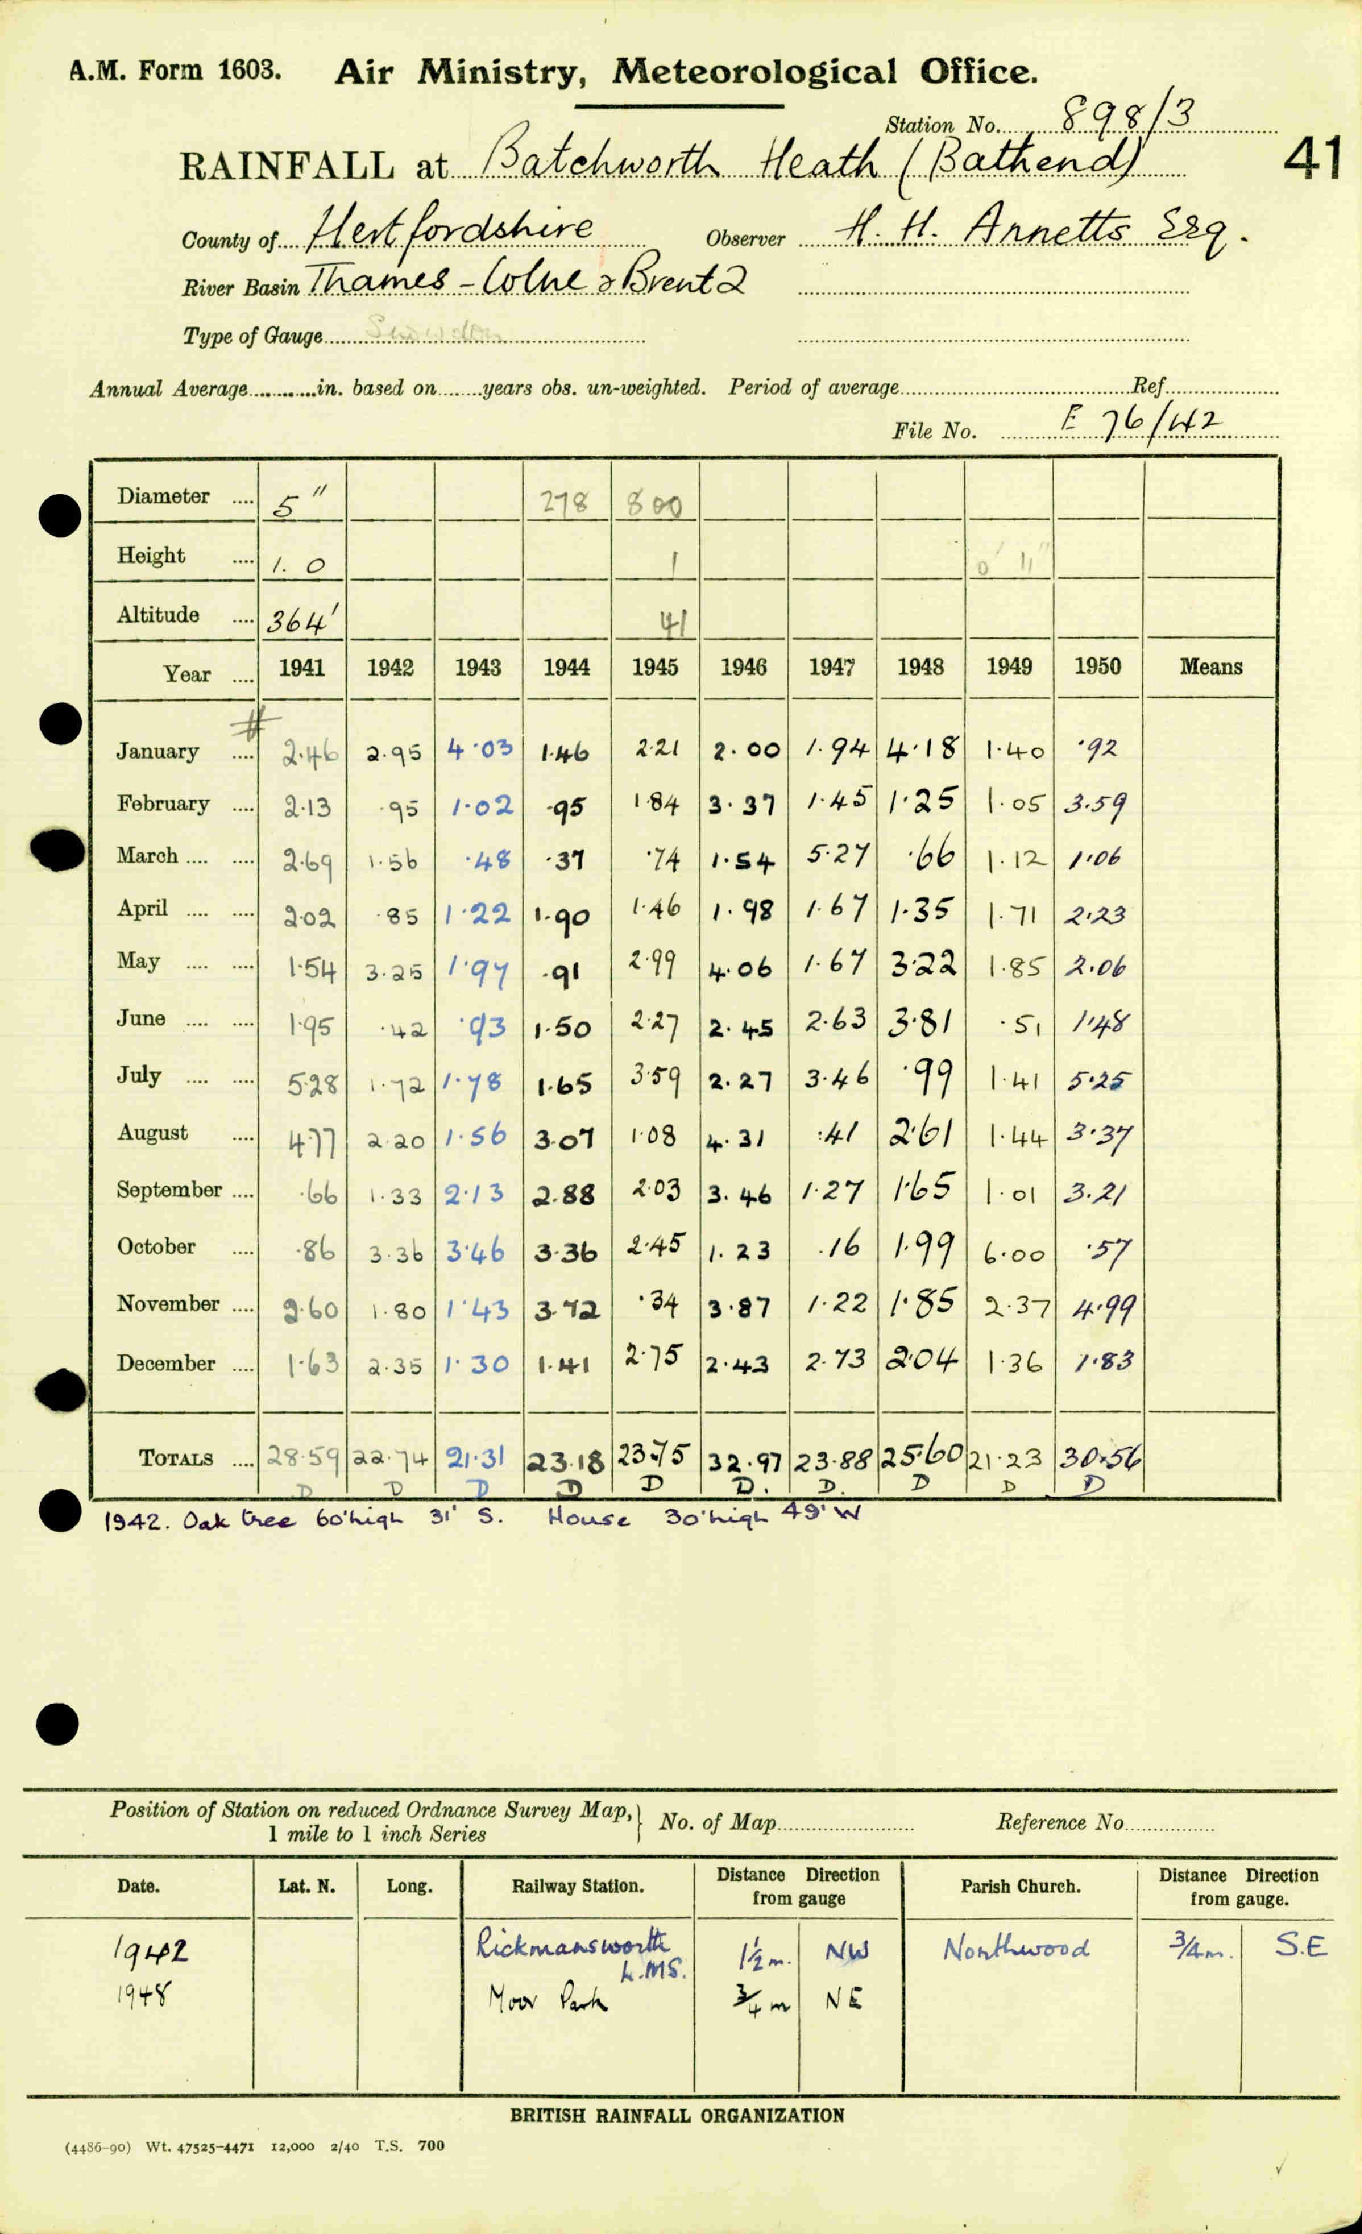 A.M. Form 1603. Air Ministry, Meteorological Office.
Station No. 898/3
41
RAINFALL at Batchworth Heath (Bathend)
County of Hertfordshire Observer H. H. Annetts Esq.
River Basin Thames - Colne & Brent 2
Type of Gauge Snowdon
Annual Average in. based on years obs. un-weighted. Period of average Ref
File No. E 76/42
Diameter .... 5" 278 800
Height .... 1. 0 1 0' 11"
Altitude .... 364' 41
Year .... 1941 1942 1943 1944 1945 1946 1947 1948 1949 1950 Means
January .... 2.46 2.95 4.03 1.46 2.21 2.00 1.94 4.18 1.40 .92
February .... 2.13 .95 1.02 .95 1.84 3.37 1.45 1.25 1.05 3.59
March .... .... 2.69 1.56 .48 .37 .74 1.54 5.27 .66 1.12 1.06
April .... .... 2.02 .85 1.22 1.90 1.46 1.98 1.67 1.35 1.71 2.23
May .... .... 1.54 3.25 1.97 .91 2.99 4.06 1.67 3.22 1.85 2.06
June .... .... 1.95 .42 .93 1.50 2.27 2.45 2.63 3.81 .51 1.48
July .... .... 5.28 1.72 1.78 1.65 3.59 2.27 3.46 .99 1.41 5.25
August .... 4.77 2.20 1.56 3.07 1.08 4.31 .41 2.61 1.44 3.37
September .... .66 1.33 2.13 2.88 2.03 3.46 1.27 1.65 1.01 3.21
October .... .86 3.36 3.46 3.36 2.45 1.23 .16 1.99 6.00 .57
November .... 2.60 1.80 1.43 3.72 .34 3.87 1.22 1.85 2.37 4.99
December .... 1.63 2.35 1.30 1.41 2.75 2.43 2.73 2.04 1.36 1.83
TOTALS .... 28.59 22.74 21.31 23.18 23.75 32.97 23.88 25.60 21.23 30.56
D D D D D D. D. D D D
1942. Oak tree 60' high 31' S. House 30' high 49' W
Position of Station on reduced Ordnance Survey Map, } No. of Map Reference No
1 mile to 1 inch Series
Date. Lat. N. Long. Railway Station. Distance Direction from gauge Parish Church. Distance Direction from gauge.
1942 Rickmansworth L.M.S. 1½ m. NW Northwood ¾ m. S.E
1948 Moor Park ¾ m NE
BRITISH RAINFALL ORGANIZATION
(4486-90) Wt. 47525-4471 12,000 2/40 T.S. 700